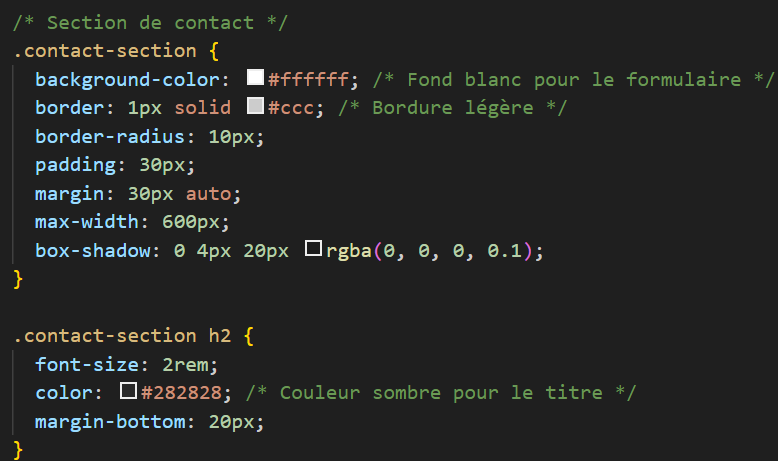 /* Section de contact */
.contact-section {
  background-color: #ffffff; /* Fond blanc pour le formulaire */
  border: 1px solid #ccc; /* Bordure légère */
  border-radius: 10px;
  padding: 30px;
  margin: 30px auto;
  max-width: 600px;
  box-shadow: 0 4px 20px rgba(0, 0, 0, 0.1);
}

.contact-section h2 {
  font-size: 2rem;
  color: #282828; /* Couleur sombre pour le titre */
  margin-bottom: 20px;
}